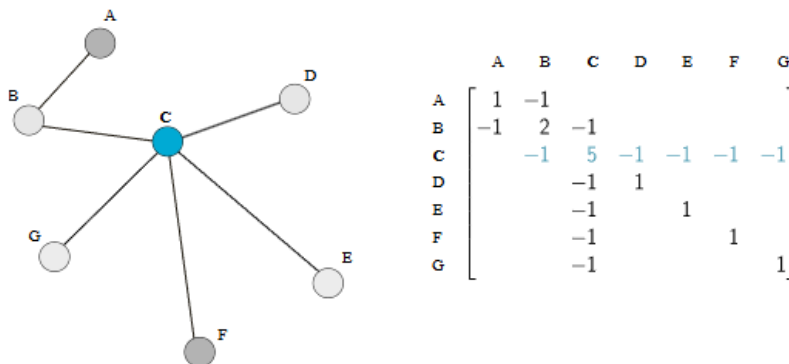 A
B
C
D
G
E
F
A B C D E F G
A 1 −1
B −1 2 −1
C −1 5 −1 −1 −1 −1
D −1 1
E −1 1
F −1 1
G −1 1